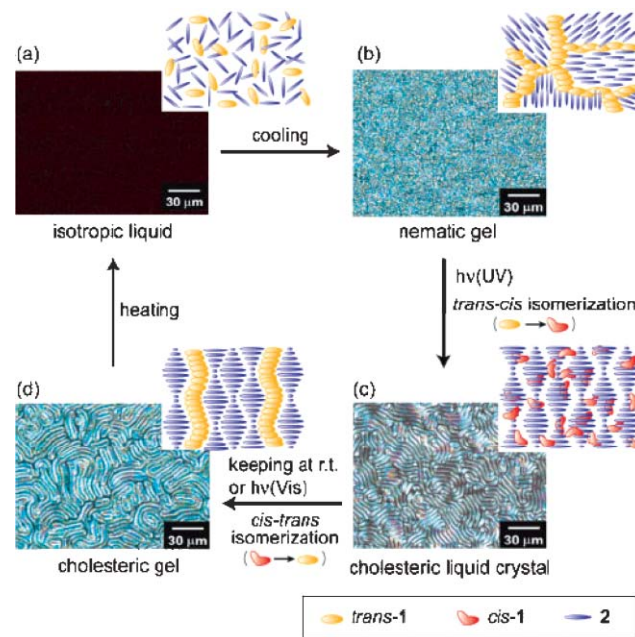 (a)
(b)
cooling
30 μm
30 μm
isotropic liquid
nematic gel
heating
hν(UV)
trans-cis isomerization
( → )
(d)
(c)
keeping at r.t.
or hν(Vis)
cis-trans
isomerization
( → )
30 μm
30 μm
cholesteric gel
cholesteric liquid crystal
trans-1
cis-1
2